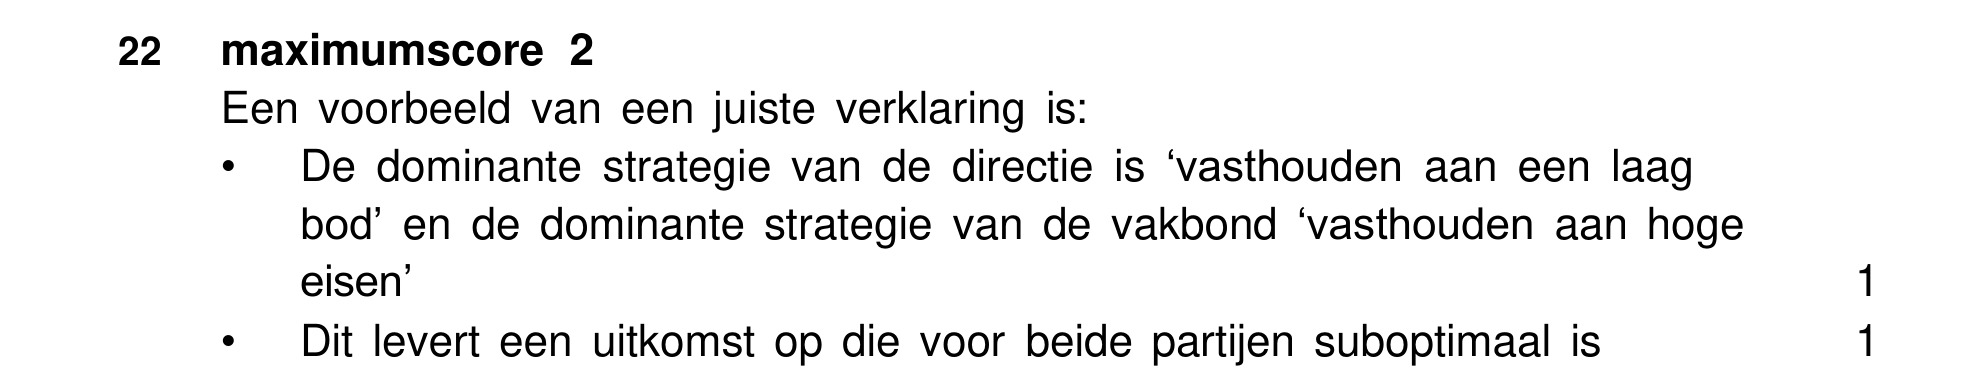 22 maximumscore 2
Een voorbeeld van een juiste verklaring is:
• De dominante strategie van de directie is ‘vasthouden aan een laag
bod’ en de dominante strategie van de vakbond ‘vasthouden aan hoge
eisen’ 1
• Dit levert een uitkomst op die voor beide partijen suboptimaal is 1